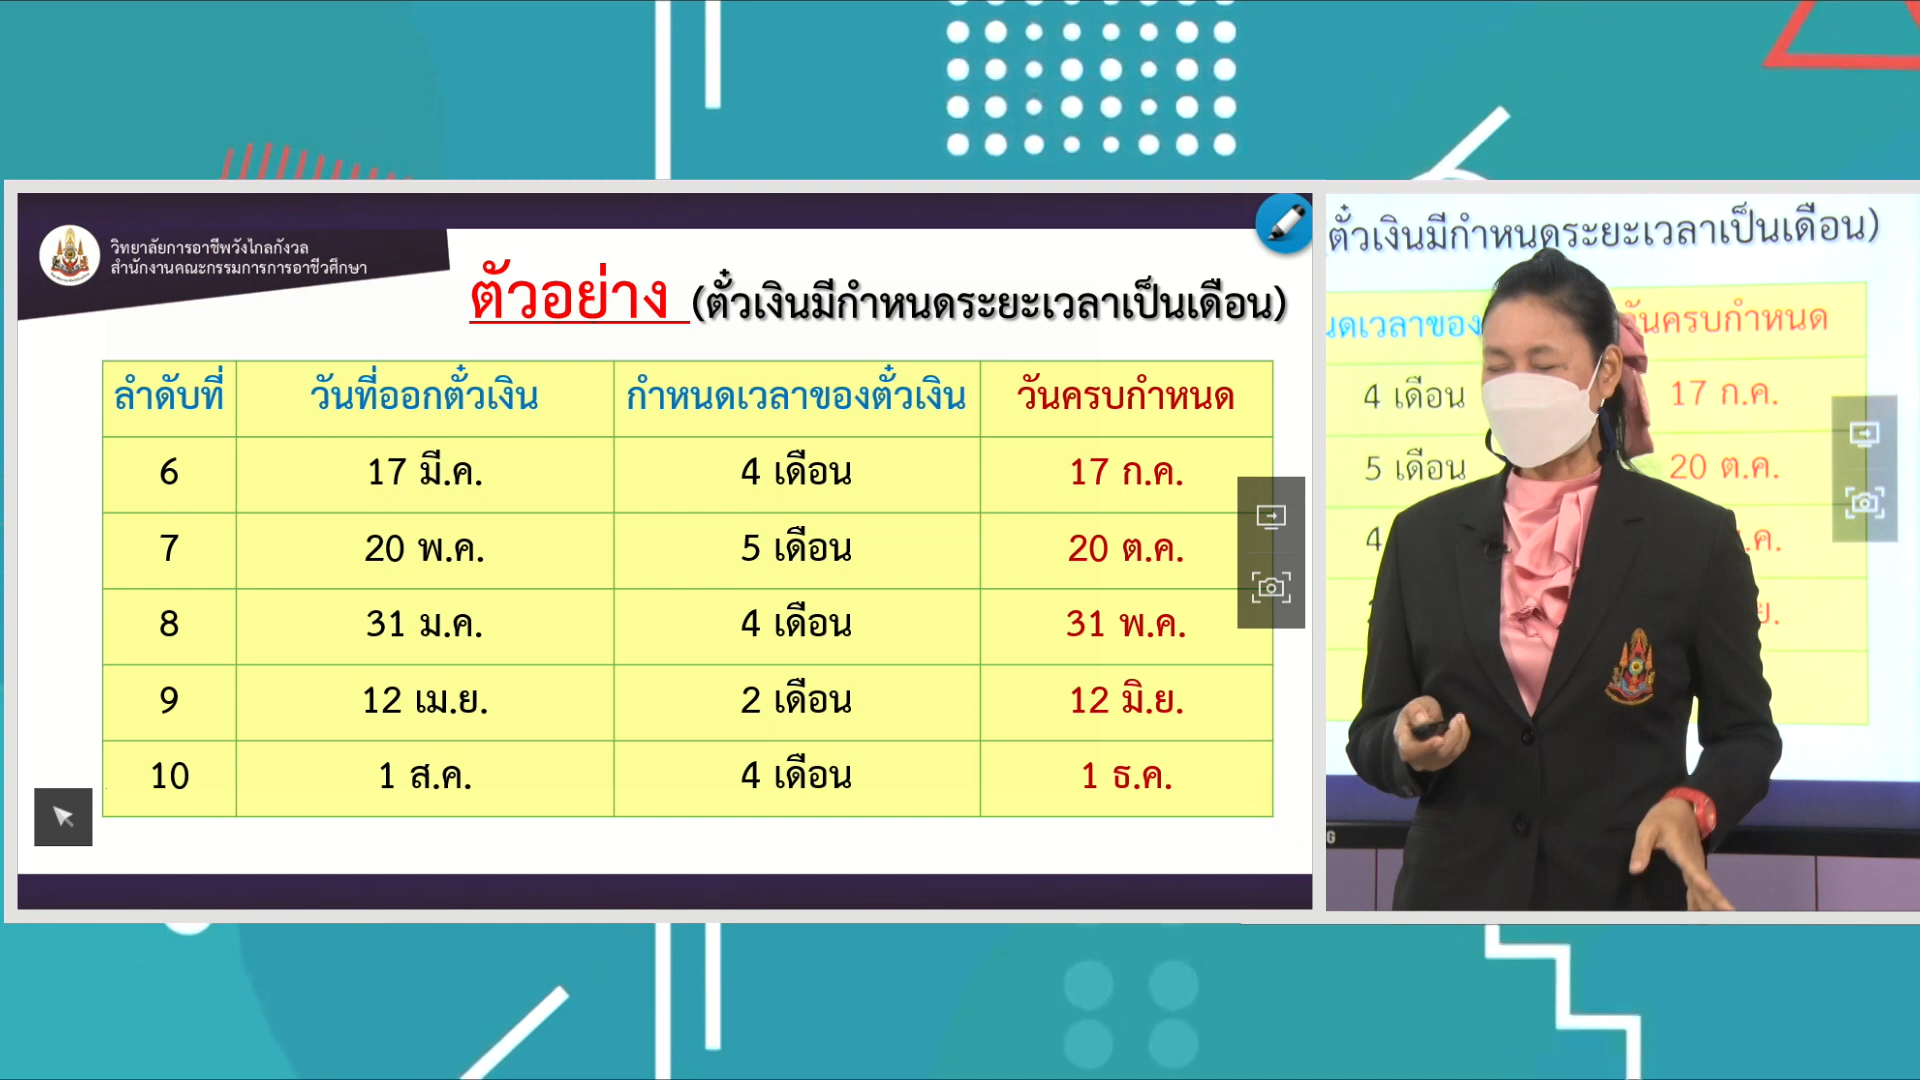 วิทยาลัยการอาชีพวังไกลกังวล
สำนักงานคณะกรรมการการอาชีวศึกษา
ตัวอย่าง (ตั๋วเงินมีกำหนดระยะเวลาเป็นเดือน)
ลำดับที่ วันที่ออกตั๋วเงิน กำหนดเวลาของตั๋วเงิน วันครบกำหนด
6 17 มี.ค. 4 เดือน 17 ก.ค.
7 20 พ.ค. 5 เดือน 20 ต.ค.
8 31 ม.ค. 4 เดือน 31 พ.ค.
9 12 เม.ย. 2 เดือน 12 มิ.ย.
10 1 ส.ค. 4 เดือน 1 ธ.ค.
ตั๋วเงินมีกำหนดระยะเวลาเป็นเดือน)
วันครบกำหนด
4 เดือน 17 ก.ค.
5 เดือน 20 ต.ค.
4